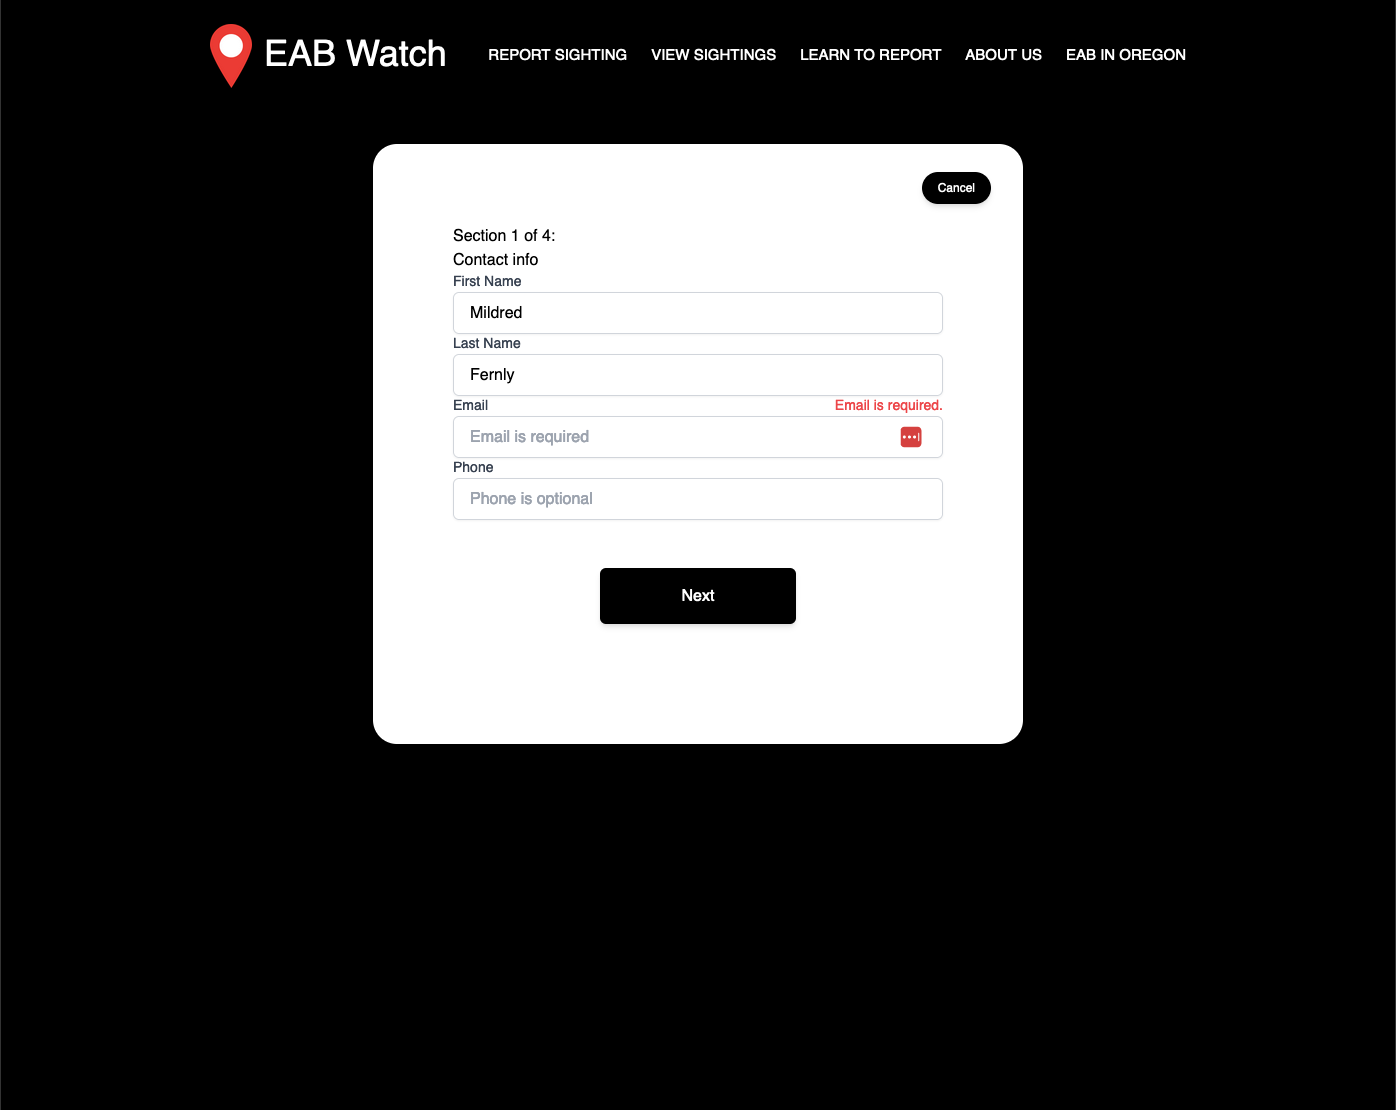 EAB Watch
REPORT SIGHTING VIEW SIGHTINGS LEARN TO REPORT ABOUT US EAB IN OREGON
Cancel
Section 1 of 4:
Contact info
First Name
Mildred
Last Name
Fernly
Email Email is required.
Email is required
Phone
Phone is optional
Next